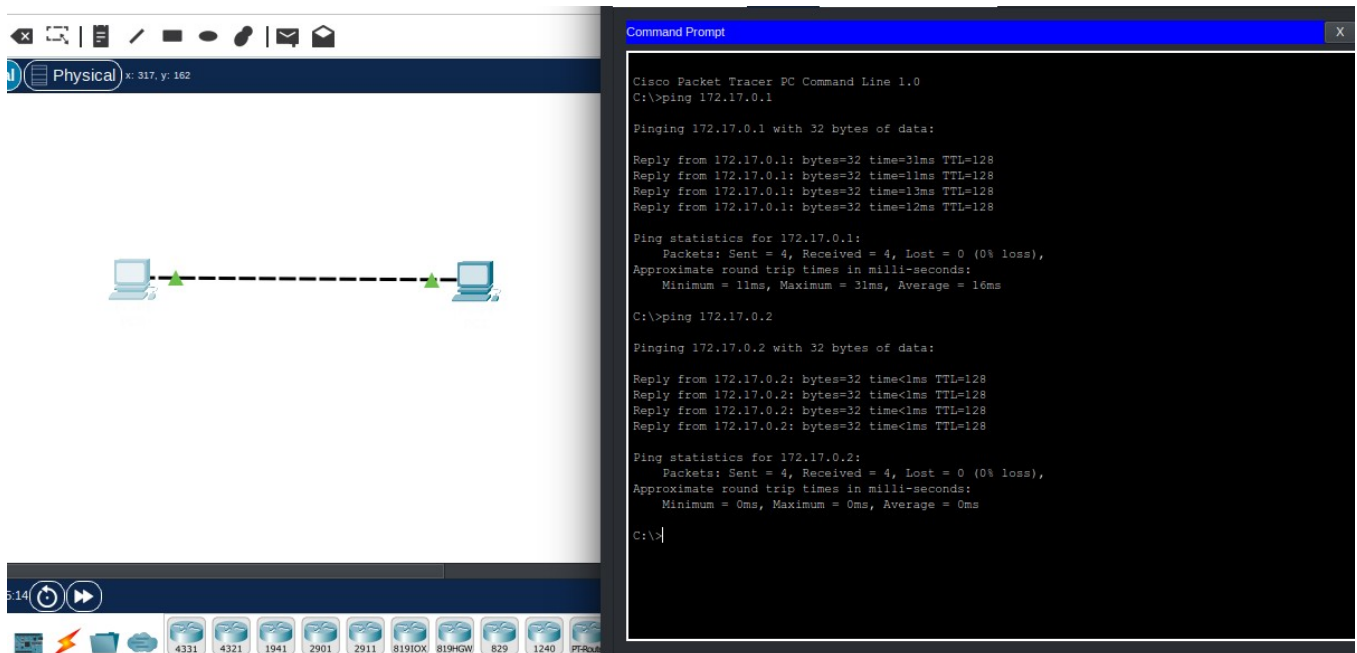 Physical x: 317, y: 162
Command Prompt
X
Cisco Packet Tracer PC Command Line 1.0
C:\>ping 172.17.0.1
Pinging 172.17.0.1 with 32 bytes of data:
Reply from 172.17.0.1: bytes=32 time=31ms TTL=128
Reply from 172.17.0.1: bytes=32 time=11ms TTL=128
Reply from 172.17.0.1: bytes=32 time=13ms TTL=128
Reply from 172.17.0.1: bytes=32 time=12ms TTL=128
Ping statistics for 172.17.0.1:
Packets: Sent = 4, Received = 4, Lost = 0 (0% loss),
Approximate round trip times in milli-seconds:
Minimum = 11ms, Maximum = 31ms, Average = 16ms
C:\>ping 172.17.0.2
Pinging 172.17.0.2 with 32 bytes of data:
Reply from 172.17.0.2: bytes=32 time<1ms TTL=128
Reply from 172.17.0.2: bytes=32 time<1ms TTL=128
Reply from 172.17.0.2: bytes=32 time<1ms TTL=128
Reply from 172.17.0.2: bytes=32 time<1ms TTL=128
Ping statistics for 172.17.0.2:
Packets: Sent = 4, Received = 4, Lost = 0 (0% loss),
Approximate round trip times in milli-seconds:
Minimum = 0ms, Maximum = 0ms, Average = 0ms
C:\>
5:14
4331 4321 1941 2901 2911 819IOX 819HGW 829 1240